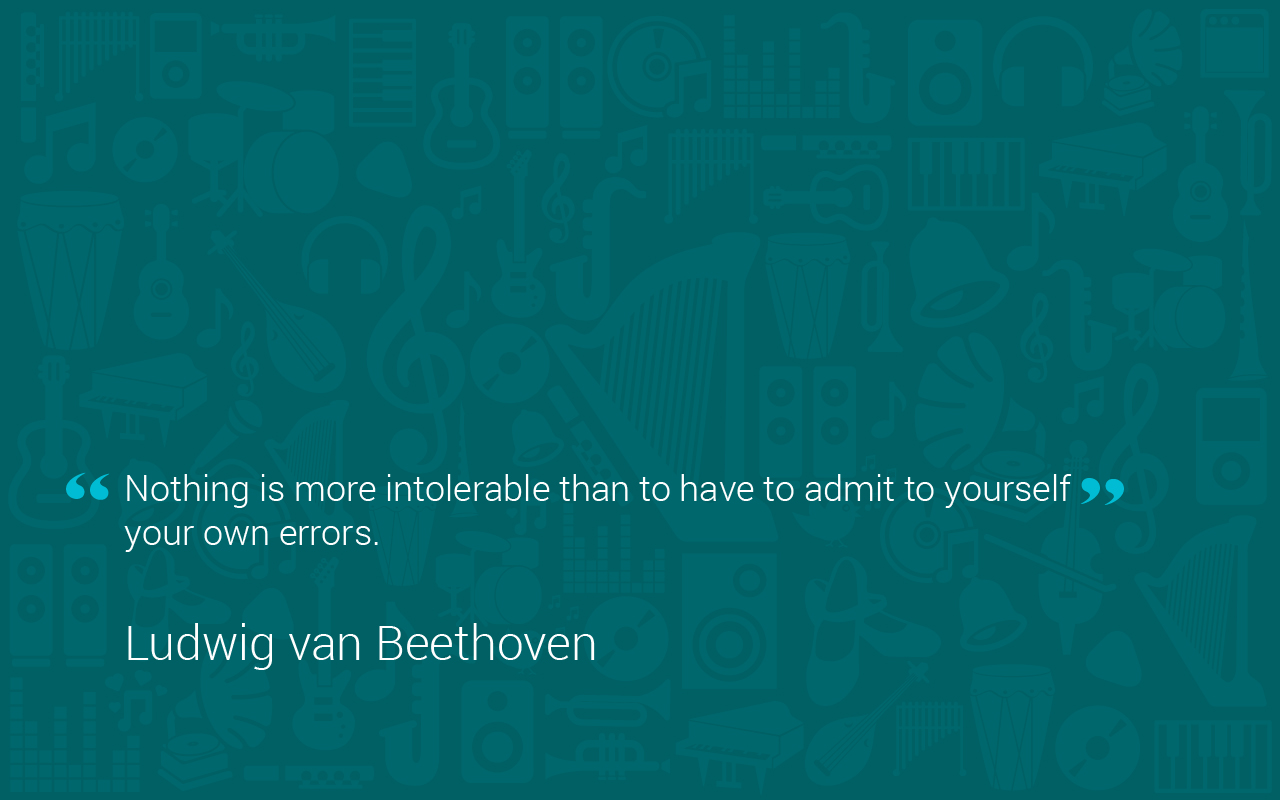 “ Nothing is more intolerable than to have to admit to yourself ”
your own errors.
Ludwig van Beethoven